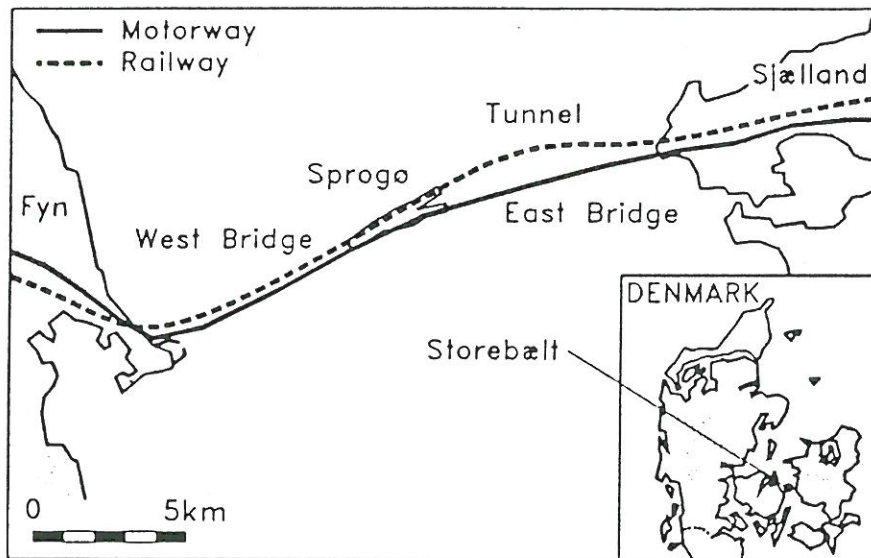 Motorway
Railway
Sjælland
Tunnel
Sprogø
Fyn
East Bridge
West Bridge
DENMARK
Storebælt
0 5km